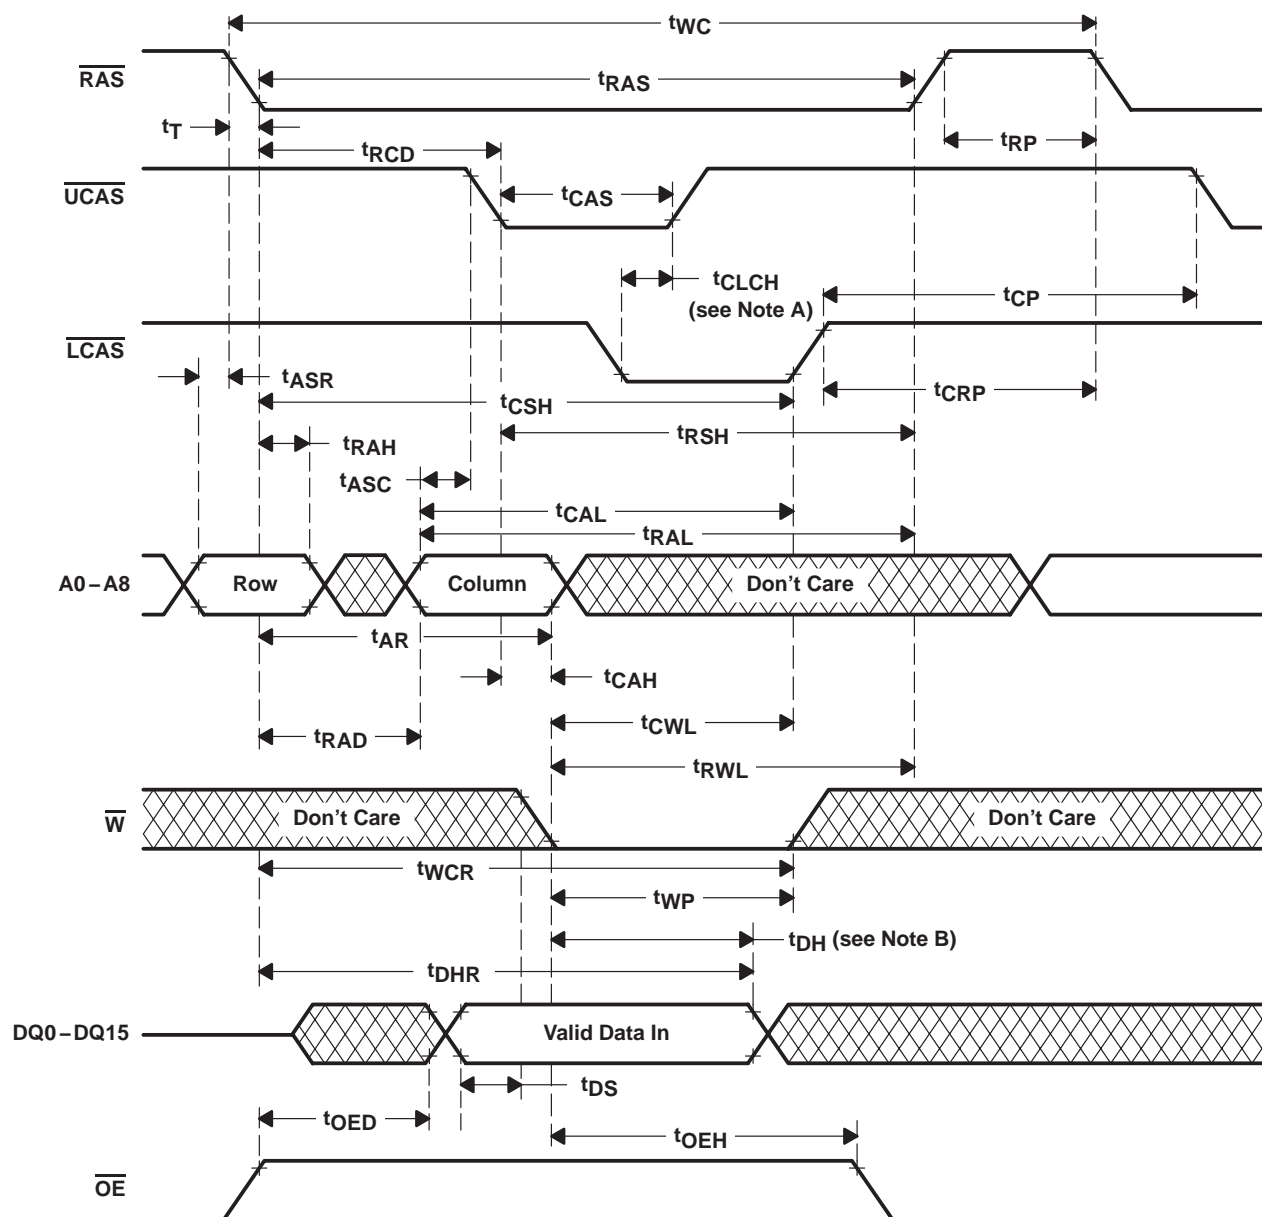 tWC
RAS
tRAS
tT
tRP
tRCD
UCAS
tCAS
tCLCH
(see Note A)
tCP
LCAS
tASR
tCRP
tCSH
tRSH
tRAH
tASC
tCAL
tRAL
A0–A8
Row
Column
Don't Care
tAR
tCAH
tCWL
tRAD
tRWL
W
Don't Care
Don't Care
tWCR
tWP
tDH (see Note B)
tDHR
DQ0–DQ15
Valid Data In
tDS
tOED
tOEH
OE